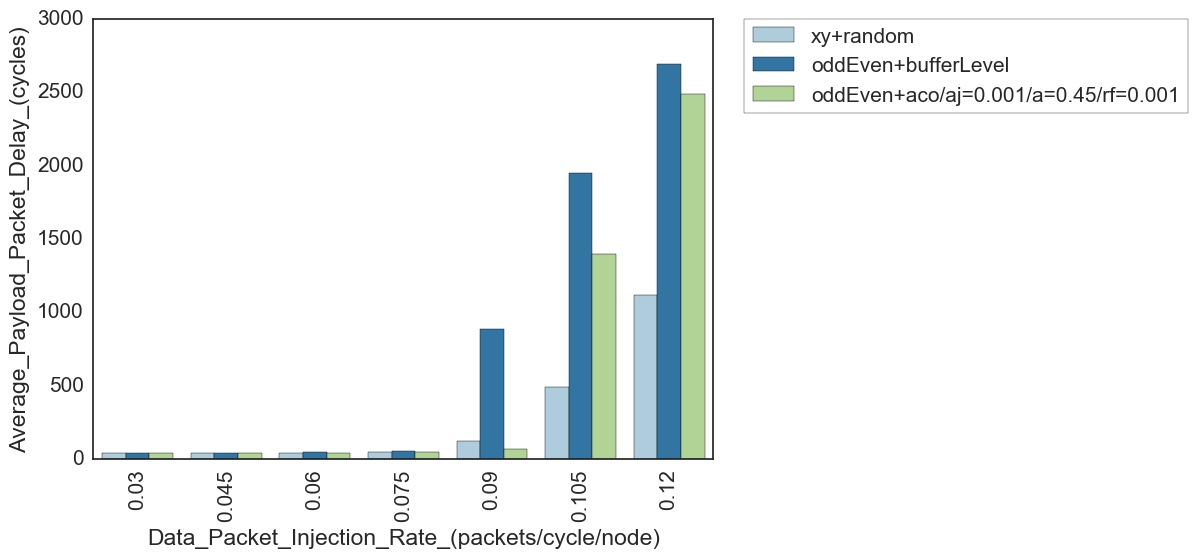 3000
2500
2000
1500
1000
500
0
Average_Payload_Packet_Delay_(cycles)
0.03
0.045
0.06
0.075
0.09
0.105
0.12
Data_Packet_Injection_Rate_(packets/cycle/node)
xy+random
oddEven+bufferLevel
oddEven+aco/aj=0.001/a=0.45/rf=0.001